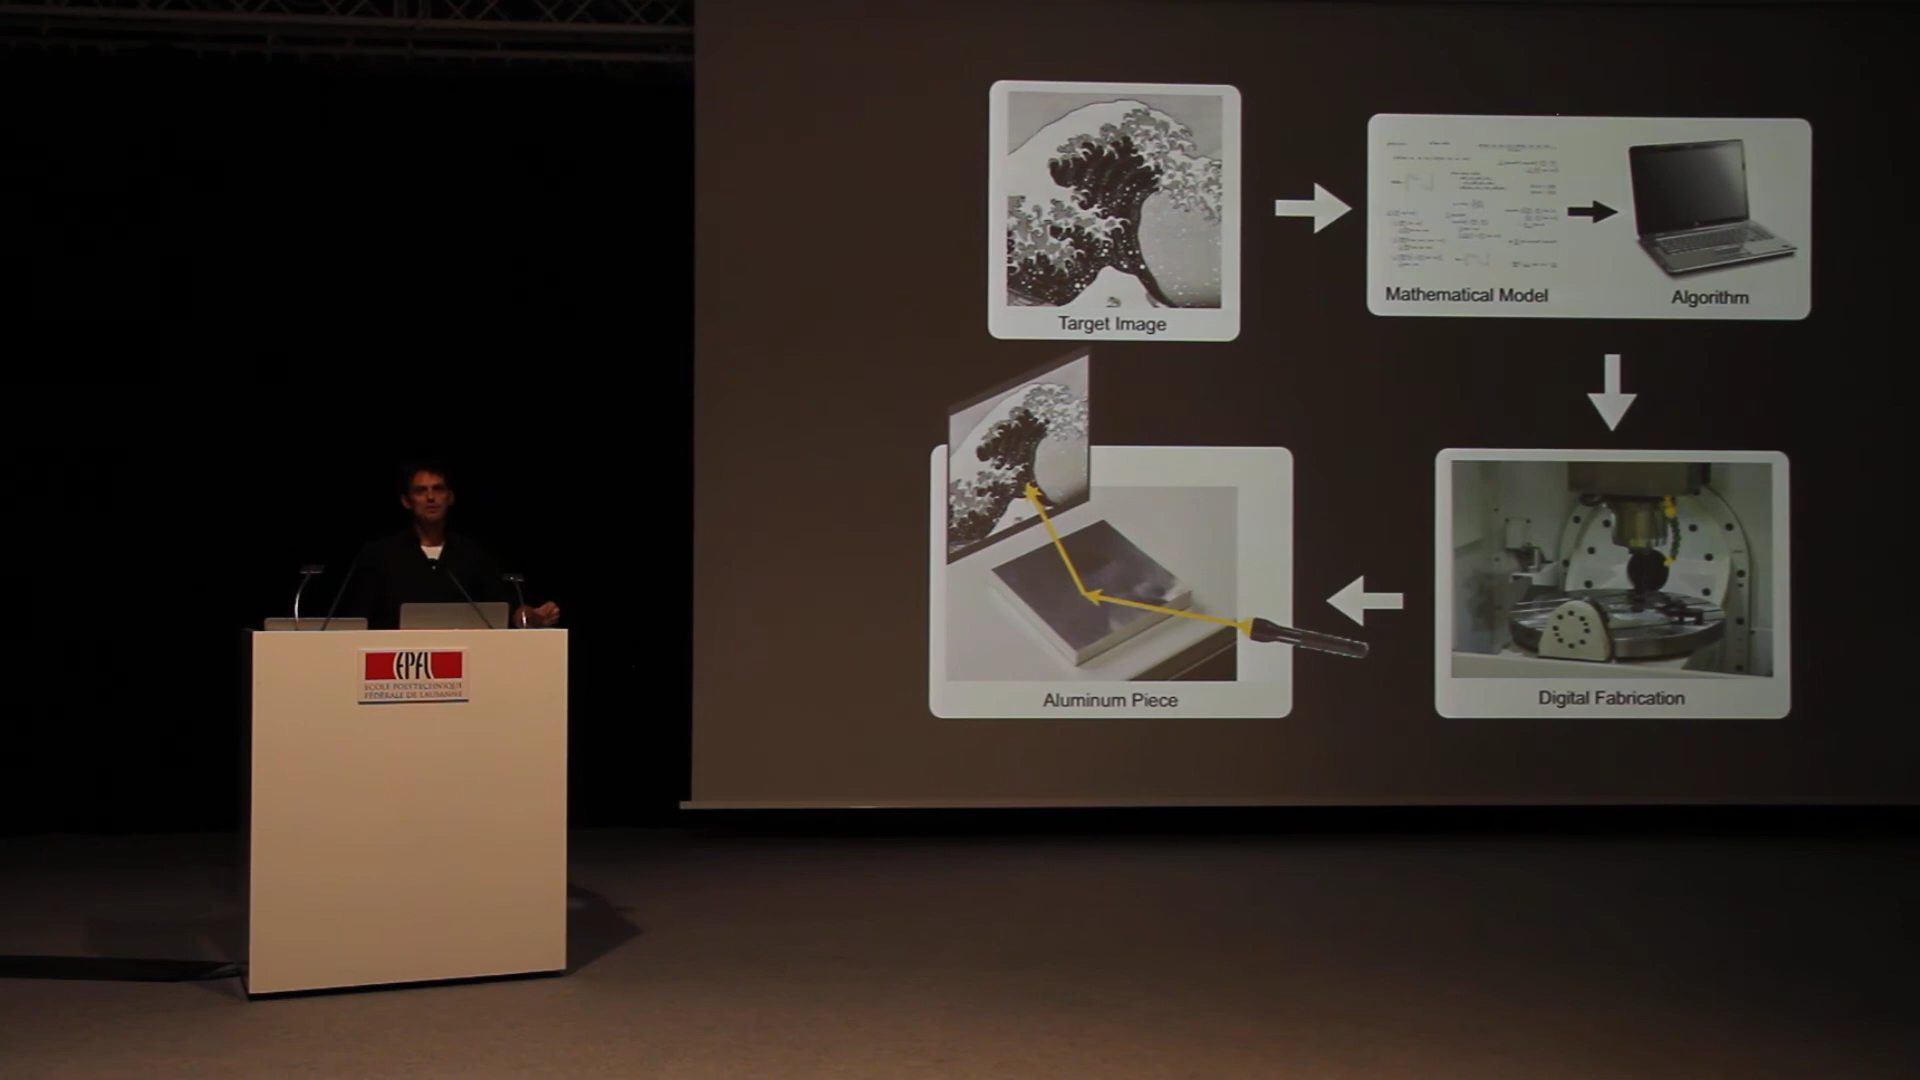 Target Image
Mathematical Model
Algorithm
Aluminum Piece
Digital Fabrication
EPFL
ECOLE POLYTECHNIQUE
FÉDÉRALE DE LAUSANNE